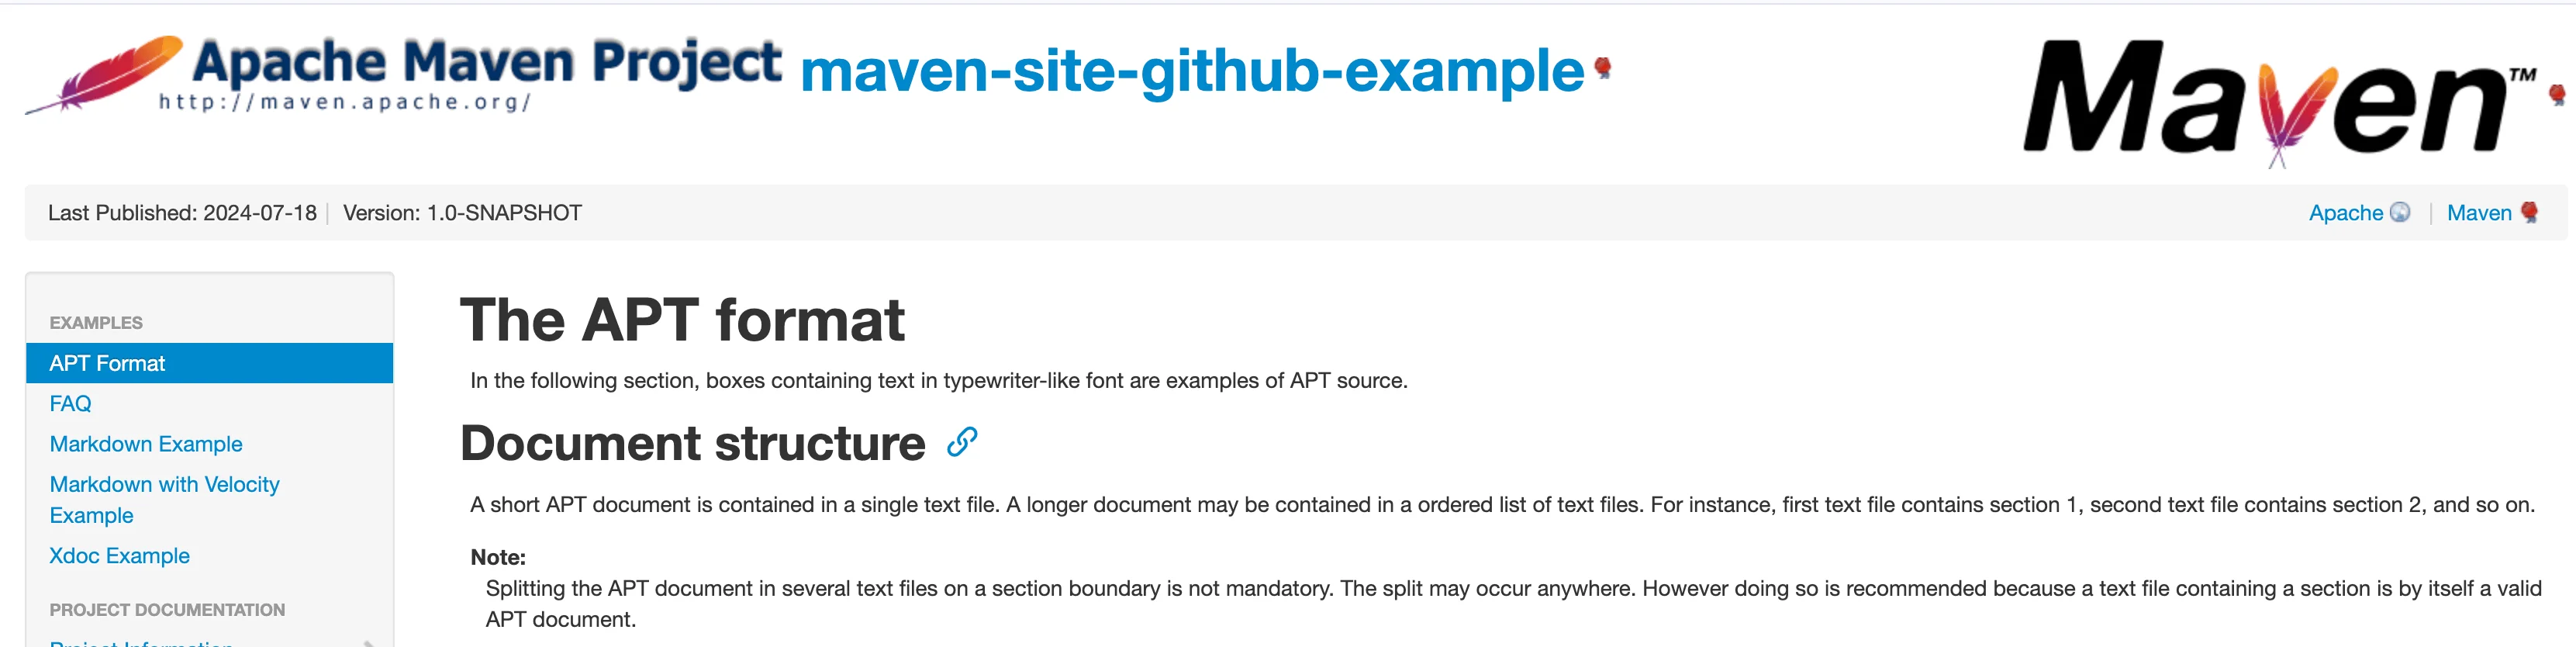 Apache Maven Project
http://maven.apache.org/
maven-site-github-example
Maven™
Last Published: 2024-07-18 | Version: 1.0-SNAPSHOT
Apache | Maven
EXAMPLES
APT Format
FAQ
Markdown Example
Markdown with Velocity
Example
Xdoc Example
PROJECT DOCUMENTATION
Project Information
The APT format
In the following section, boxes containing text in typewriter-like font are examples of APT source.
Document structure
A short APT document is contained in a single text file. A longer document may be contained in a ordered list of text files. For instance, first text file contains section 1, second text file contains section 2, and so on.
Note:
Splitting the APT document in several text files on a section boundary is not mandatory. The split may occur anywhere. However doing so is recommended because a text file containing a section is by itself a valid
APT document.